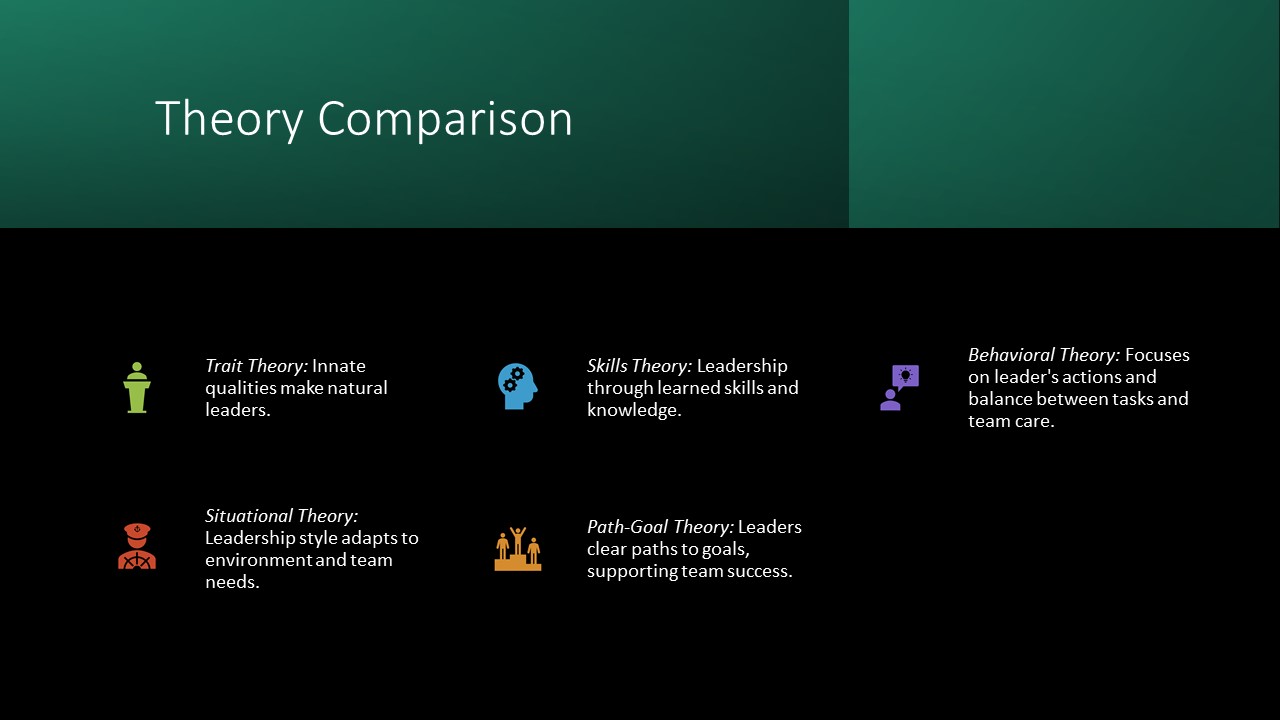 Theory Comparison
Trait Theory: Innate
qualities make natural
leaders.
Skills Theory: Leadership
through learned skills and
knowledge.
Behavioral Theory: Focuses
on leader's actions and
balance between tasks and
team care.
Situational Theory:
Leadership style adapts to
environment and team
needs.
Path-Goal Theory: Leaders
clear paths to goals,
supporting team success.